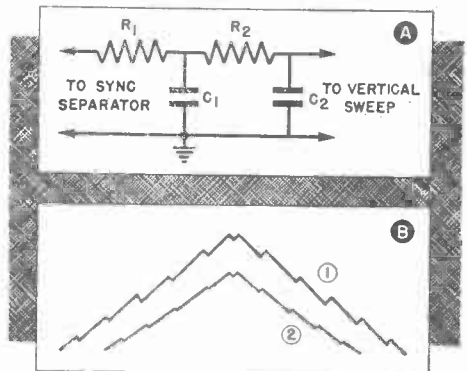 A
R1 R2
TO SYNC SEPARATOR
C1
C2
TO VERTICAL SWEEP
B
1
2